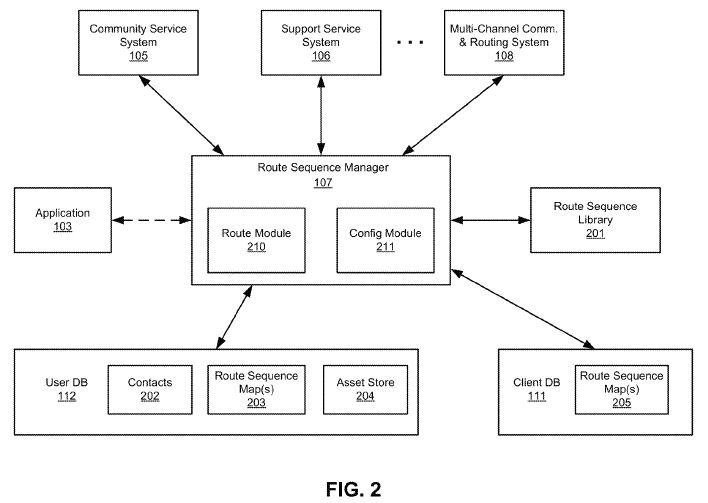 Community Service
System
105
Support Service
System
106
. . .
Multi-Channel Comm.
& Routing System
108
Route Sequence Manager
107
Application
103
Route Module
210
Config Module
211
Route Sequence
Library
201
User DB
112
Contacts
202
Route Sequence
Map(s)
203
Asset Store
204
Client DB
111
Route Sequence
Map(s)
205
FIG. 2